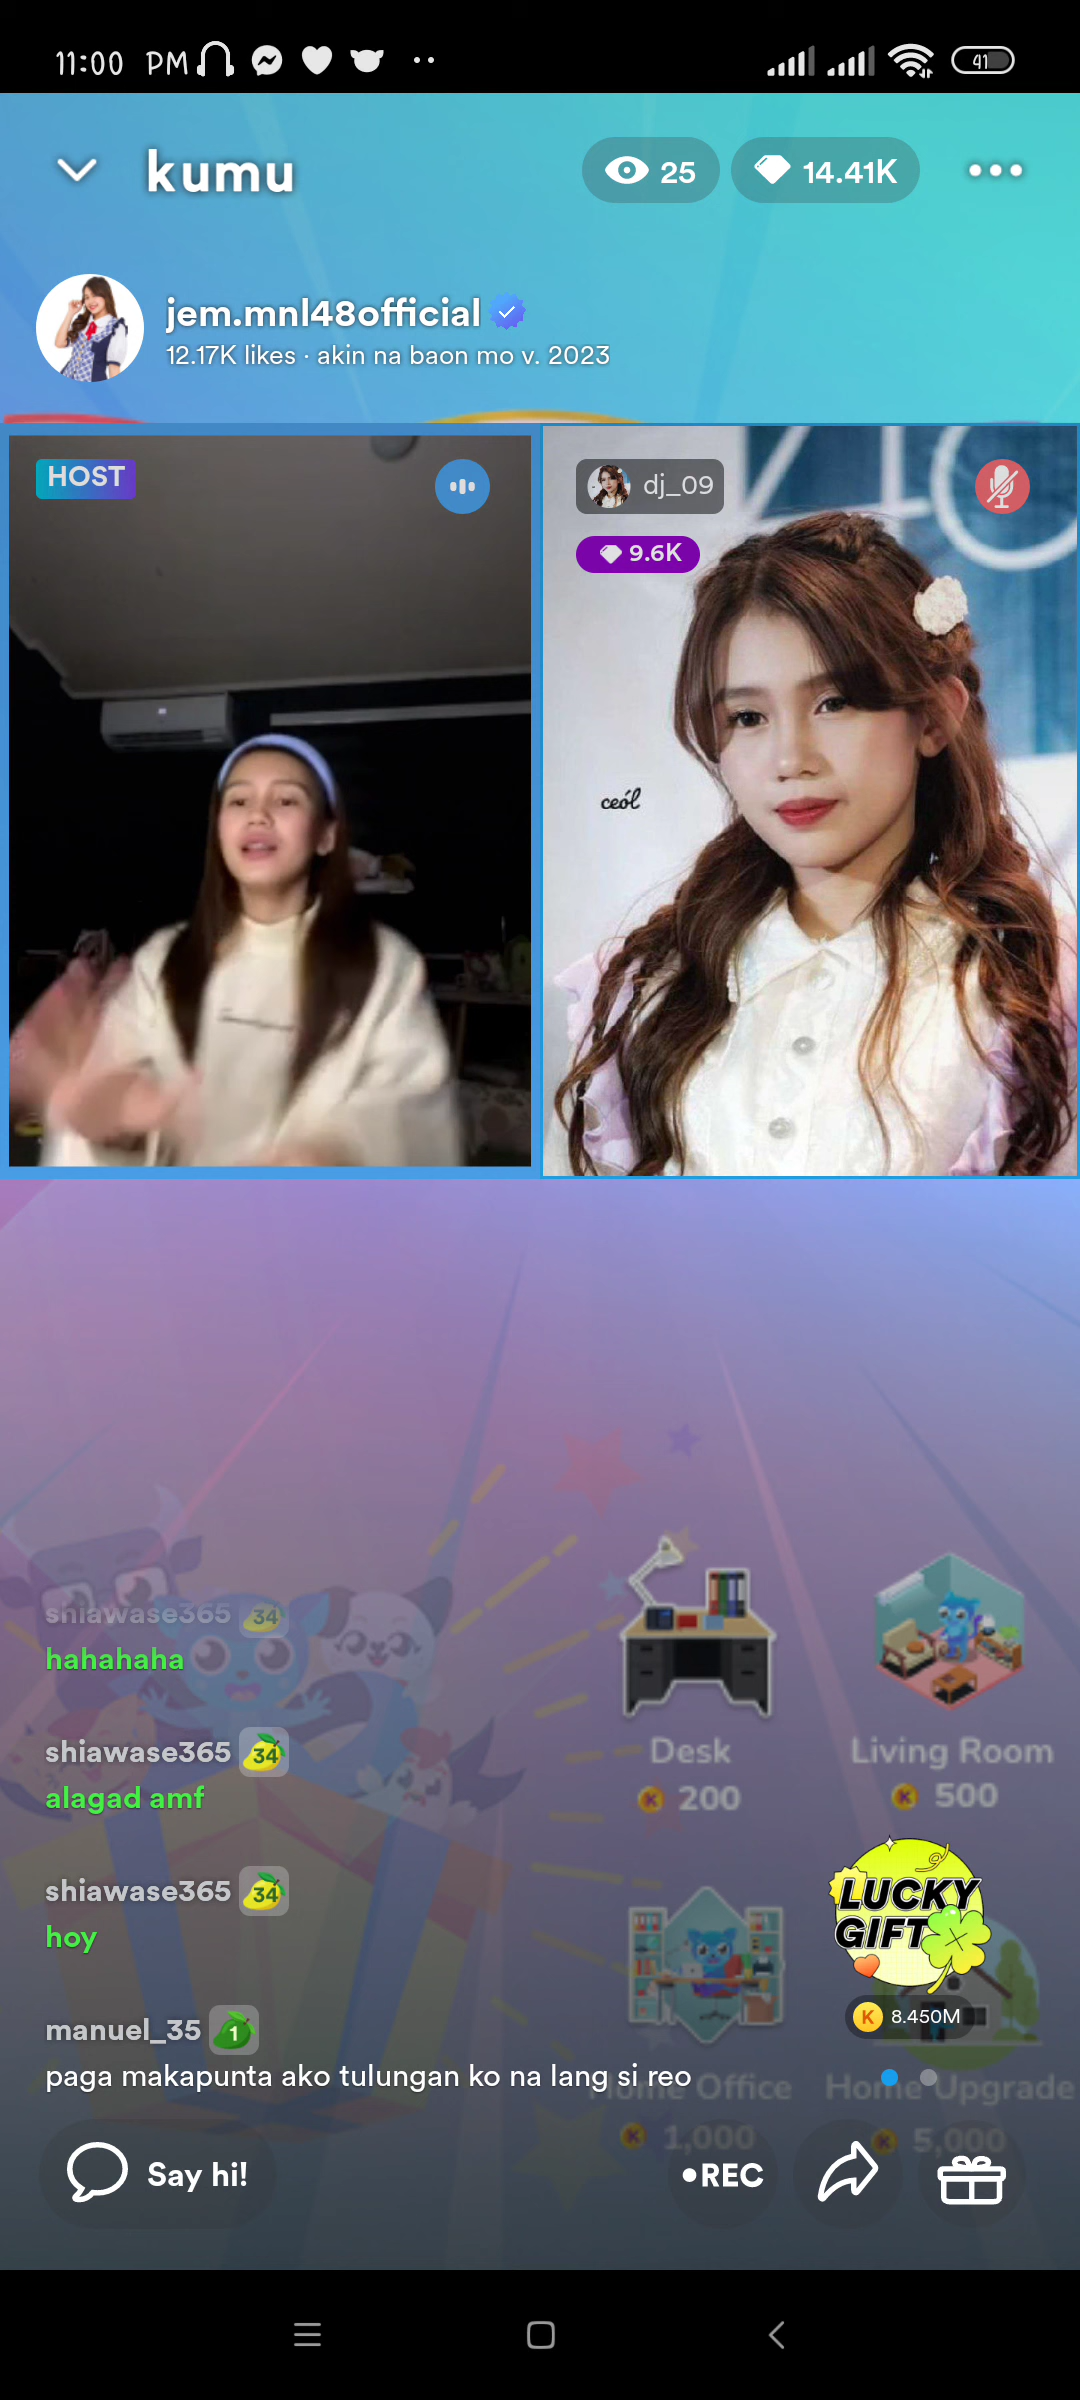 11:00 PM
41
kumu
25
14.41K
jem.mnl48official
12.17K likes · akin na baon mo v. 2023
HOST
dj_09
9.6K
ceól
shiawase365 34
hahahaha
shiawase365 34
alagad amf
shiawase365 34
hoy
manuel_35 1
paga makapunta ako tulungan ko na lang si reo
Desk
200
Living Room
500
LUCKY
GIFT
K 8.450M
Home Office
1,000
Home Upgrade
5,000
Say hi!
•REC